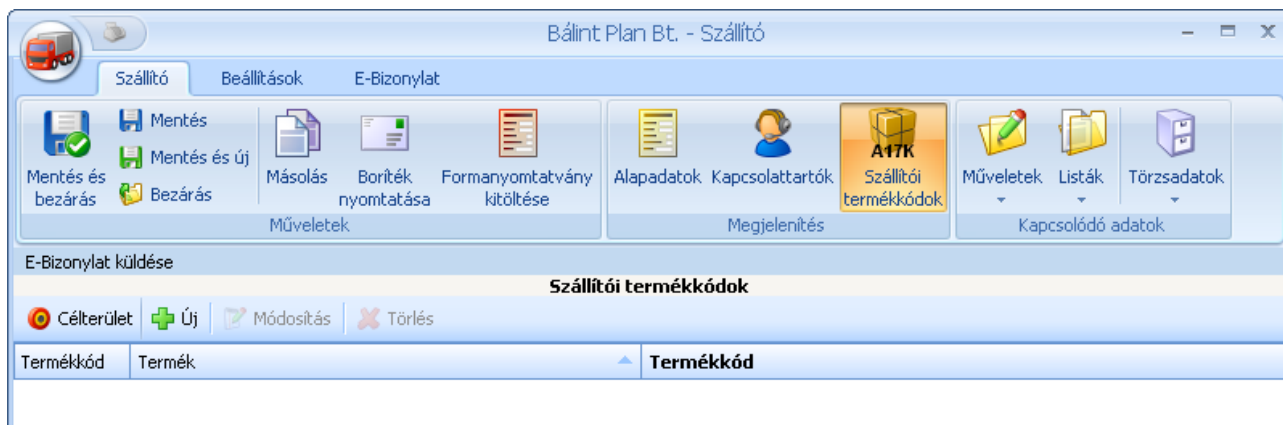 Bálint Plan Bt. - Szállító
Szállító Beállítások E-Bizonylat
Mentés és bezárás
Mentés
Mentés és új
Bezárás
Másolás
Boríték nyomtatása
Formanyomtatvány kitöltése
Műveletek
Alapadatok
Kapcsolattartók
A17K
Szállítói termékkódok
Megjelenítés
Műveletek
Listák
Törzsadatok
Kapcsolódó adatok
E-Bizonylat küldése
Szállítói termékkódok
Célterület Új Módosítás Törlés
Termékkód Termék Termékkód